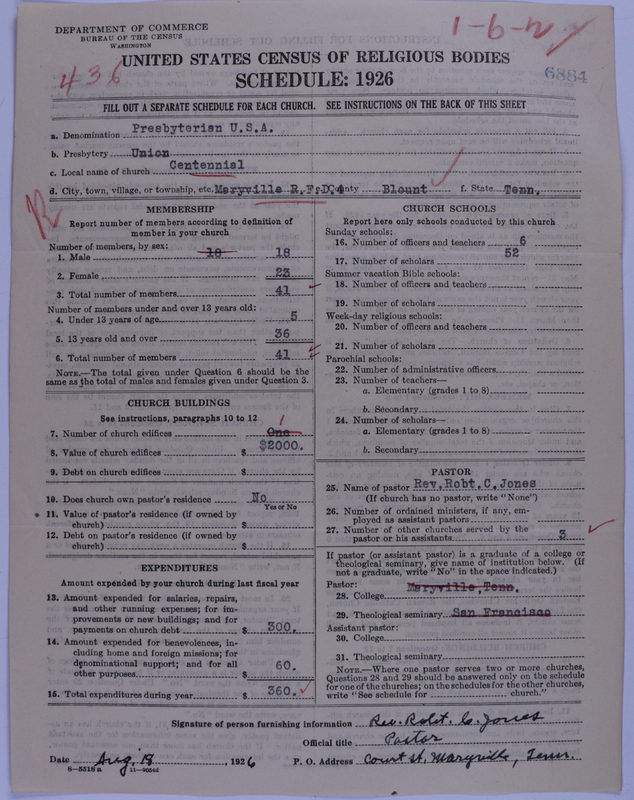 DEPARTMENT OF COMMERCE
BUREAU OF THE CENSUS
WASHINGTON
436
1-6-2
UNITED STATES CENSUS OF RELIGIOUS BODIES
SCHEDULE: 1926
6884
FILL OUT A SEPARATE SCHEDULE FOR EACH CHURCH. SEE INSTRUCTIONS ON THE BACK OF THIS SHEET
a. Denomination Presbyterian U.S.A.
b. Presbytery Union
c. Local name of church Centennial
d. City, town, village, or township, etc. Maryville R.F.D.4 County Blount f. State Tenn.
MEMBERSHIP
Report number of members according to definition of
member in your church
Number of members, by sex:
1. Male 18 18
2. Female 23
3. Total number of members 41
Number of members under and over 13 years old:
4. Under 13 years of age 5
5. 13 years old and over 36
6. Total number of members 41
NOTE.—The total given under Question 6 should be
same as the total of males and females given under Question 3.
CHURCH BUILDINGS
See instructions, paragraphs 10 to 12
7. Number of church edifices One 1
8. Value of church edifices $ $2000.
9. Debt on church edifices $
10. Does church own pastor's residence No
Yes or No
11. Value of pastor's residence (if owned by
church) $
12. Debt on pastor's residence (if owned by
church) $
EXPENDITURES
Amount expended by your church during last fiscal year
13. Amount expended for salaries, repairs,
and other running expenses; for im-
provements or new buildings; and for
payments on church debt $ 300.
14. Amount expended for benevolences, in-
cluding home and foreign missions; for
denominational support; and for all
other purposes $ 60.
15. Total expenditures during year $ 360.
CHURCH SCHOOLS
Report here only schools conducted by this church
Sunday schools:
16. Number of officers and teachers 6
17. Number of scholars 52
Summer vacation Bible schools:
18. Number of officers and teachers
19. Number of scholars
Week-day religious schools:
20. Number of officers and teachers
21. Number of scholars
Parochial schools:
22. Number of administrative officers
23. Number of teachers—
a. Elementary (grades 1 to 8)
b. Secondary
24. Number of scholars—
a. Elementary (grades 1 to 8)
b. Secondary
PASTOR
25. Name of pastor Rev. Robt. C. Jones
(If church has no pastor, write "None")
26. Number of ordained ministers, if any, em-
ployed as assistant pastors
27. Number of other churches served by the
pastor or his assistants 3
If pastor (or assistant pastor) is a graduate of a college or
theological seminary, give name of institution below. (If
not a graduate, write "No" in the space indicated.)
Pastor:
28. College Maryville, Tenn.
29. Theological seminary San Francisco
Assistant pastor:
30. College
31. Theological seminary
NOTE.—Where one pastor serves two or more churches,
Questions 28 and 29 should be answered only on the schedule
for one of the churches; on the schedules for the other churches,
write "See schedule for church."
Signature of person furnishing information Rev. Robt. C. Jones
Official title Pastor
Date Aug. 18, 1926 P. O. Address Court St. Maryville, Tenn.
8-5518a 11-9064d